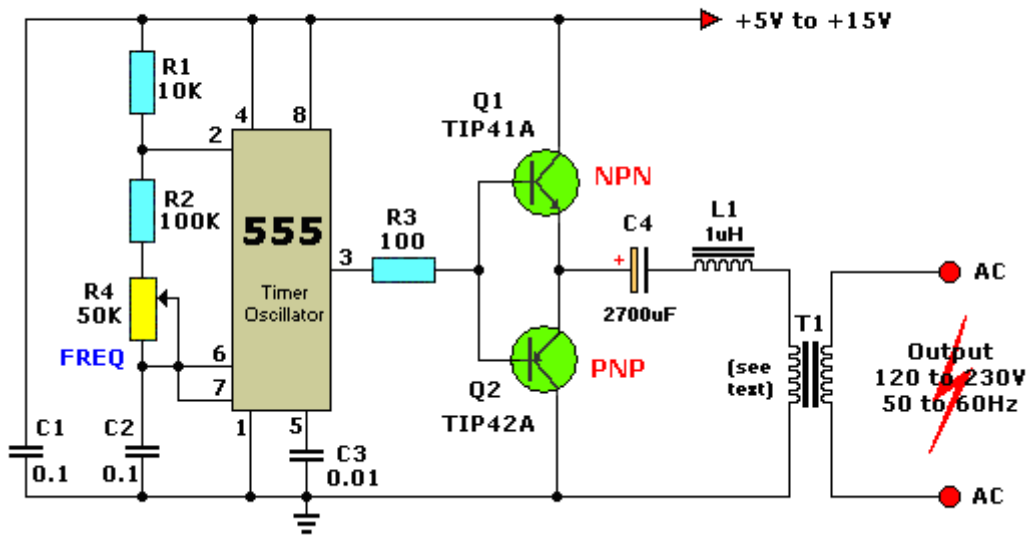 +5V to +15V
R1
10K
4
8
Q1
TIP41A
2
NPN
R2
100K
555
R3
100
3
C4
+
2700uF
L1
1uH
AC
R4
50K
Timer
Oscillator
FREQ
T1
(see
text)
Output
120 to 230V
50 to 60Hz
6
7
PNP
Q2
TIP42A
1
5
C1
0.1
C2
0.1
C3
0.01
AC